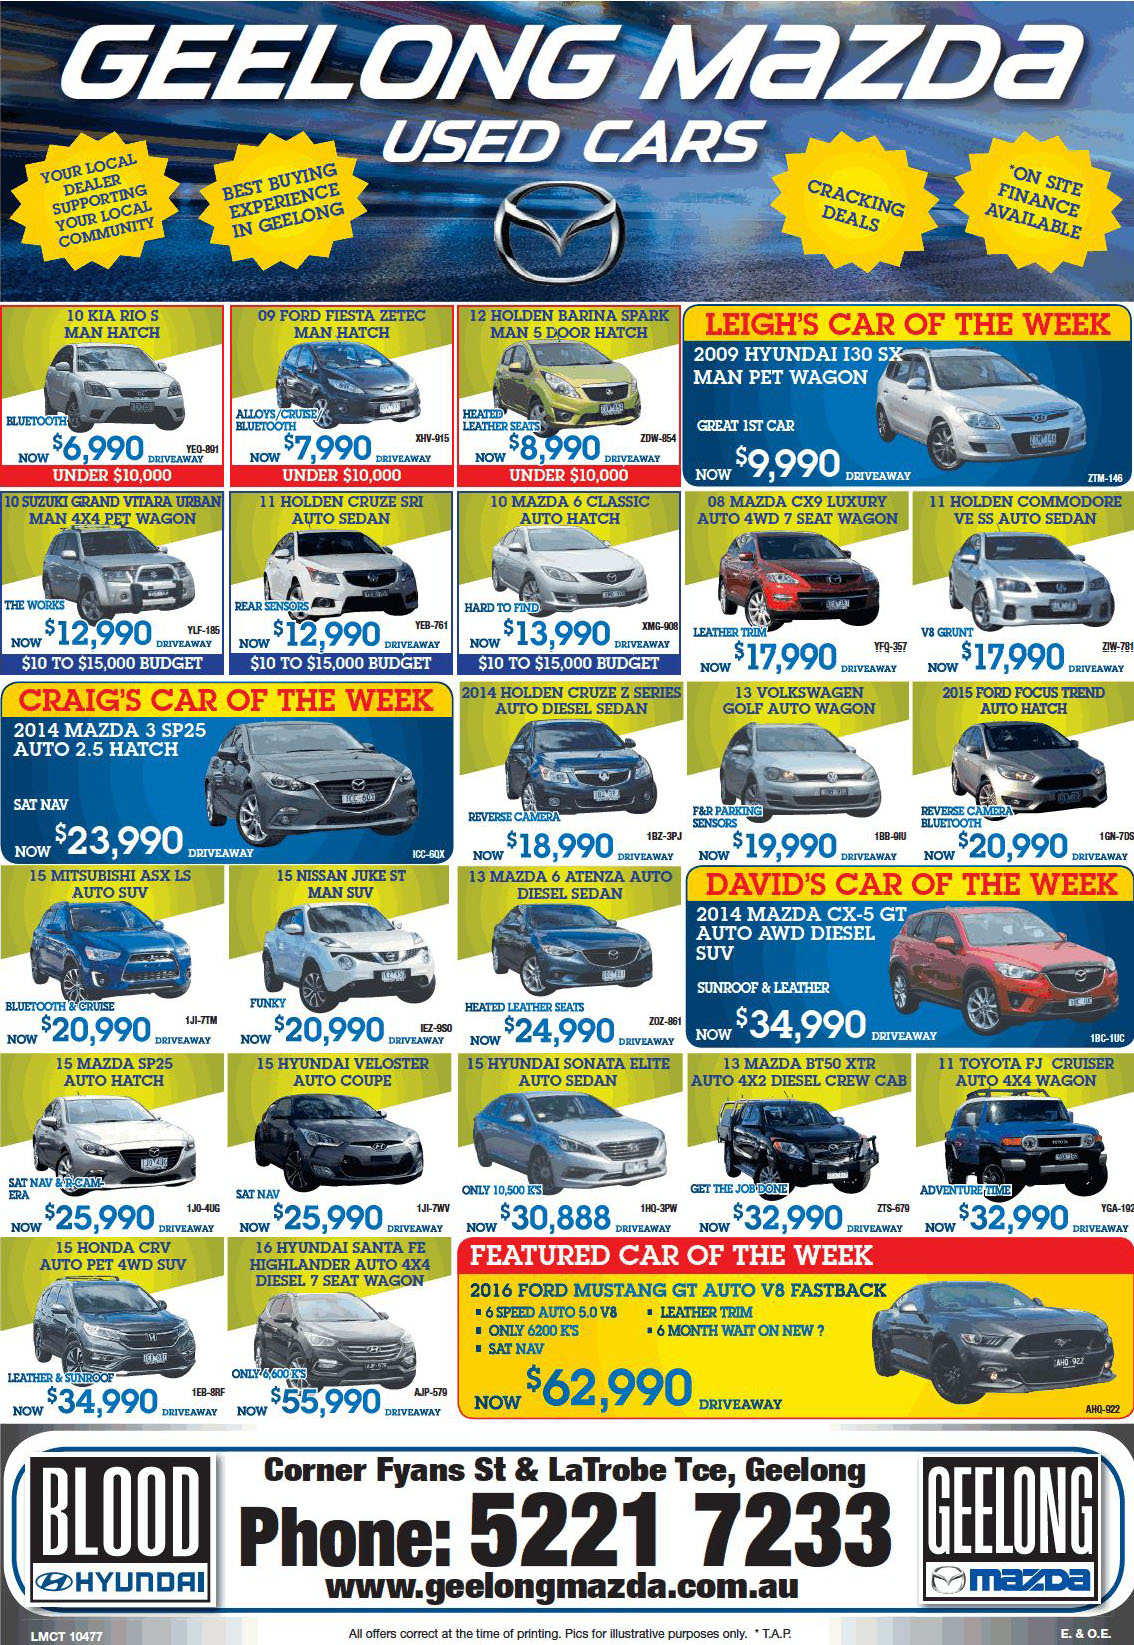 GEELONG mazda
USED CARS
YOUR LOCAL
DEALER
SUPPORTING
YOUR LOCAL
COMMUNITY
BEST BUYING
EXPERIENCE
IN GEELONG
CRACKING
DEALS
*ON SITE
FINANCE
AVAILABLE
10 KIA RIO S
MAN HATCH
BLUETOOTH
YEQ-891
NOW $6,990 DRIVEAWAY
UNDER $10,000
09 FORD FIESTA ZETEC
MAN HATCH
ALLOYS/CRUISE/
BLUETOOTH
XHV-915
NOW $7,990 DRIVEAWAY
UNDER $10,000
12 HOLDEN BARINA SPARK
MAN 5 DOOR HATCH
HEATED
LEATHER SEATS
ZDW-854
NOW $8,990 DRIVEAWAY
UNDER $10,000
LEIGH'S CAR OF THE WEEK
2009 HYUNDAI I30 SX
MAN PET WAGON
GREAT 1ST CAR
NOW $9,990 DRIVEAWAY
ZTM-146
10 SUZUKI GRAND VITARA URBAN
MAN 4X4 PET WAGON
THE WORKS
YLF-185
NOW $12,990 DRIVEAWAY
$10 TO $15,000 BUDGET
11 HOLDEN CRUZE SRI
AUTO SEDAN
REAR SENSORS
YEB-761
NOW $12,990 DRIVEAWAY
$10 TO $15,000 BUDGET
10 MAZDA 6 CLASSIC
AUTO HATCH
HARD TO FIND
XMG-908
NOW $13,990 DRIVEAWAY
$10 TO $15,000 BUDGET
08 MAZDA CX9 LUXURY
AUTO 4WD 7 SEAT WAGON
LEATHER TRIM
YFQ-357
NOW $17,990 DRIVEAWAY
11 HOLDEN COMMODORE
VE SS AUTO SEDAN
V8 GRUNT
ZIW-781
NOW $17,990 DRIVEAWAY
CRAIG'S CAR OF THE WEEK
2014 MAZDA 3 SP25
AUTO 2.5 HATCH
SAT NAV
NOW $23,990 DRIVEAWAY
1CC-6QX
2014 HOLDEN CRUZE Z SERIES
AUTO DIESEL SEDAN
REVERSE CAMERA
1BZ-3PJ
NOW $18,990 DRIVEAWAY
13 VOLKSWAGEN
GOLF AUTO WAGON
F&R PARKING
SENSORS
1BB-9IU
NOW $19,990 DRIVEAWAY
2015 FORD FOCUS TREND
AUTO HATCH
REVERSE CAMERA
BLUETOOTH
1GN-7DS
NOW $20,990 DRIVEAWAY
15 MITSUBISHI ASX LS
AUTO SUV
BLUETOOTH & CRUISE
1JI-7TM
NOW $20,990 DRIVEAWAY
15 NISSAN JUKE ST
MAN SUV
FUNKY
IEZ-9SO
NOW $20,990 DRIVEAWAY
13 MAZDA 6 ATENZA AUTO
DIESEL SEDAN
HEATED LEATHER SEATS
ZOZ-861
NOW $24,990 DRIVEAWAY
DAVID'S CAR OF THE WEEK
2014 MAZDA CX-5 GT
AUTO AWD DIESEL
SUV
SUNROOF & LEATHER
NOW $34,990 DRIVEAWAY
1BC-1UC
15 MAZDA SP25
AUTO HATCH
SAT NAV & R-CAM-
ERA
1JO-4UG
NOW $25,990 DRIVEAWAY
15 HYUNDAI VELOSTER
AUTO COUPE
SAT NAV
1JI-7WV
NOW $25,990 DRIVEAWAY
15 HYUNDAI SONATA ELITE
AUTO SEDAN
ONLY 10,500 K'S
1HQ-3PW
NOW $30,888 DRIVEAWAY
13 MAZDA BT50 XTR
AUTO 4X2 DIESEL CREW CAB
GET THE JOB DONE
ZTS-679
NOW $32,990 DRIVEAWAY
11 TOYOTA FJ CRUISER
AUTO 4X4 WAGON
ADVENTURE TIME
YGA-192
NOW $32,990 DRIVEAWAY
15 HONDA CRV
AUTO PET 4WD SUV
LEATHER & SUNROOF
1EB-8RF
NOW $34,990 DRIVEAWAY
16 HYUNDAI SANTA FE
HIGHLANDER AUTO 4X4
DIESEL 7 SEAT WAGON
ONLY 6,600 K'S
AJP-579
NOW $55,990 DRIVEAWAY
FEATURED CAR OF THE WEEK
2016 FORD MUSTANG GT AUTO V8 FASTBACK
▪ 6 SPEED AUTO 5.0 V8 ▪ LEATHER TRIM
▪ ONLY 6200 K'S ▪ 6 MONTH WAIT ON NEW ?
▪ SAT NAV
NOW $62,990 DRIVEAWAY
AHQ-922
BLOOD
HYUNDAI
Corner Fyans St & LaTrobe Tce, Geelong
Phone: 5221 7233
www.geelongmazda.com.au
GEELONG
mazda
LMCT 10477
All offers correct at the time of printing. Pics for illustrative purposes only. * T.A.P.
E. & O.E.